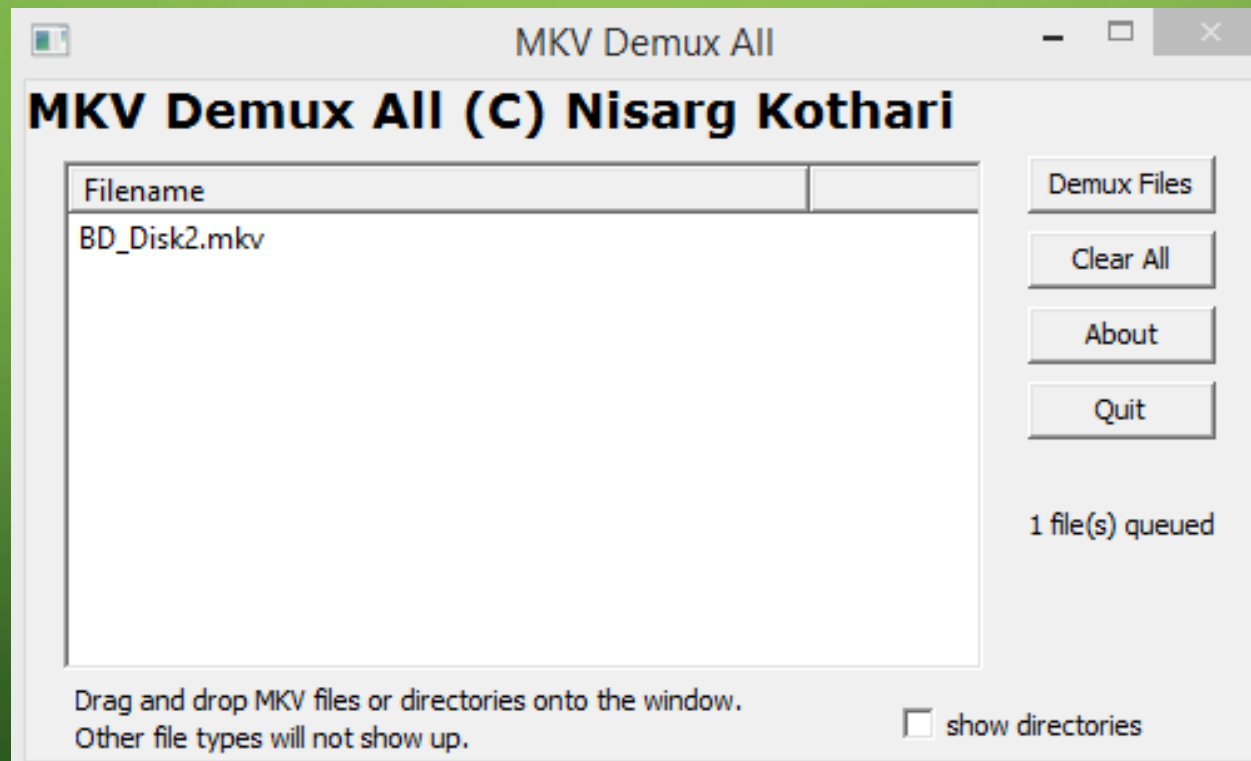 MKV Demux All
MKV Demux All (C) Nisarg Kothari
Filename
BD_Disk2.mkv
Demux Files
Clear All
About
Quit
1 file(s) queued
Drag and drop MKV files or directories onto the window.
Other file types will not show up.
show directories